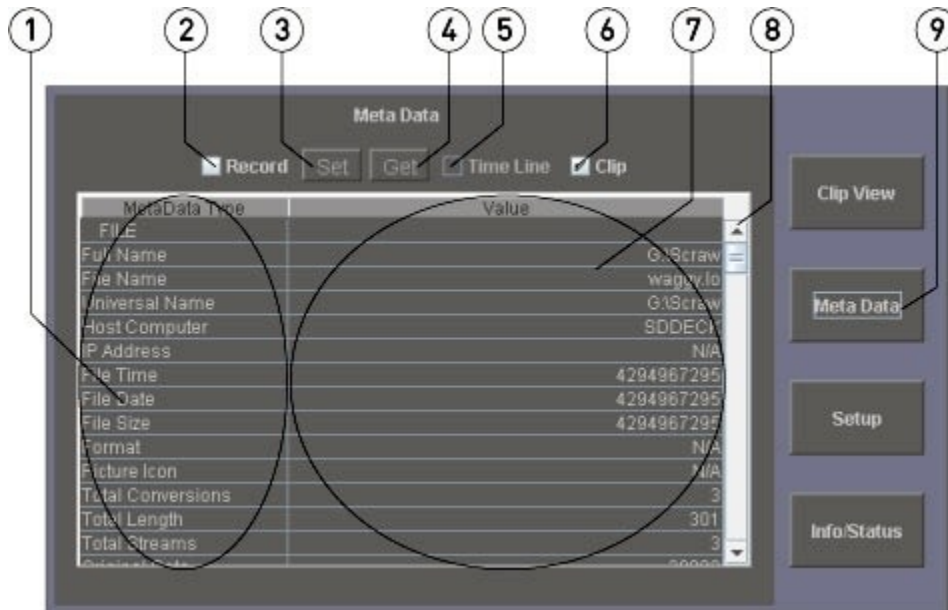 1 2 3 4 5 6 7 8 9
Meta Data
Record Set Get Time Line Clip
MetaData Type Value
FILE
Full Name G:\Scraw
File Name waggy.lo
Universal Name G:\Scraw
Host Computer SDDECK
IP Address N/A
File Time 4294967295
File Date 4294967295
File Size 4294967295
Format N/A
Picture Icon N/A
Total Conversions 3
Total Length 301
Total Streams 3
Clip View
Meta Data
Setup
Info/Status